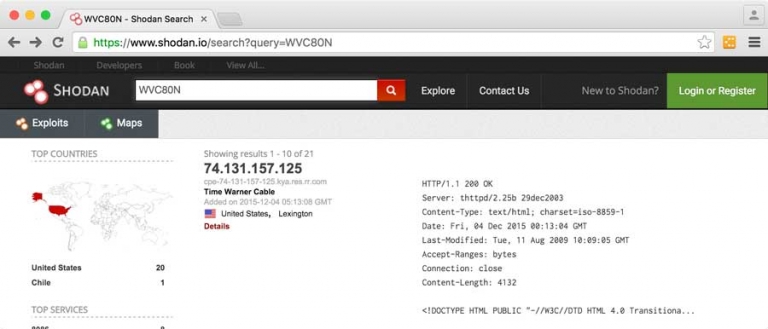 WVC80N - Shodan Search
https://www.shodan.io/search?query=WVC80N
Shodan Developers Book View All...
SHODAN WVC80N Explore Contact Us New to Shodan? Login or Register
Exploits Maps
TOP COUNTRIES
United States 20
Chile 1
TOP SERVICES
Showing results 1 - 10 of 21
74.131.157.125
cpe-74-131-157-125.kya.res.rr.com
Time Warner Cable
Added on 2015-12-04 05:13:08 GMT
United States, Lexington
Details
HTTP/1.1 200 OK
Server: thttpd/2.25b 29dec2003
Content-Type: text/html; charset=iso-8859-1
Date: Fri, 04 Dec 2015 00:13:04 GMT
Last-Modified: Tue, 11 Aug 2009 10:09:05 GMT
Accept-Ranges: bytes
Connection: close
Content-Length: 4132
<!DOCTYPE HTML PUBLIC "-//W3C//DTD HTML 4.0 Transitiona...